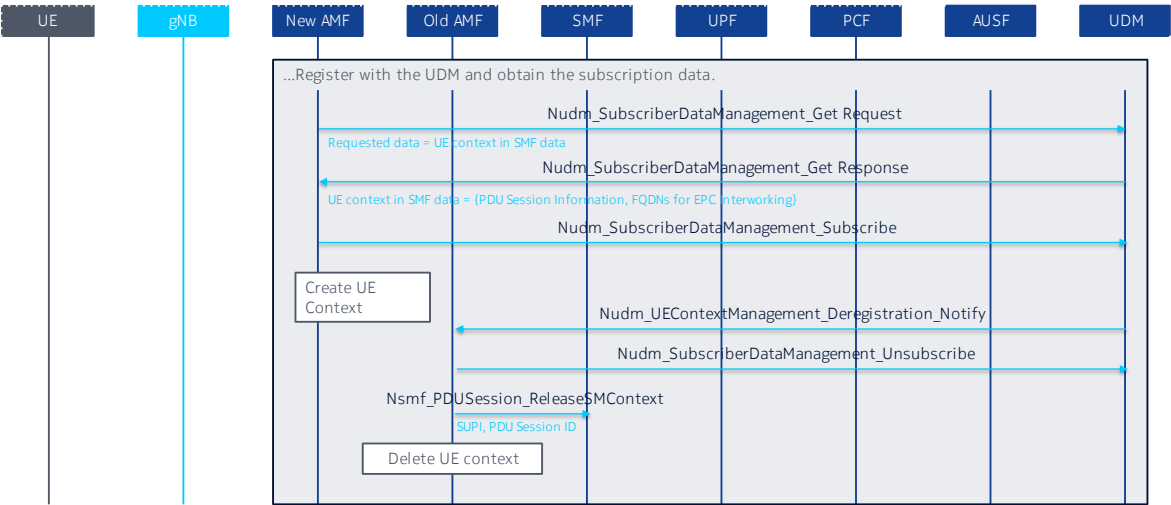 UE gNB New AMF Old AMF SMF UPF PCF AUSF UDM
...Register with the UDM and obtain the subscription data.
Nudm_SubscriberDataManagement_Get Request
Requested data = UE context in SMF data
Nudm_SubscriberDataManagement_Get Response
UE context in SMF data = {PDU Session Information, FQDNs for EPC Interworking}
Nudm_SubscriberDataManagement_Subscribe
Create UE
Context
Nudm_UEContextManagement_Deregistration_Notify
Nudm_SubscriberDataManagement_Unsubscribe
Nsmf_PDUSession_ReleaseSMContext
SUPI, PDU Session ID
Delete UE context